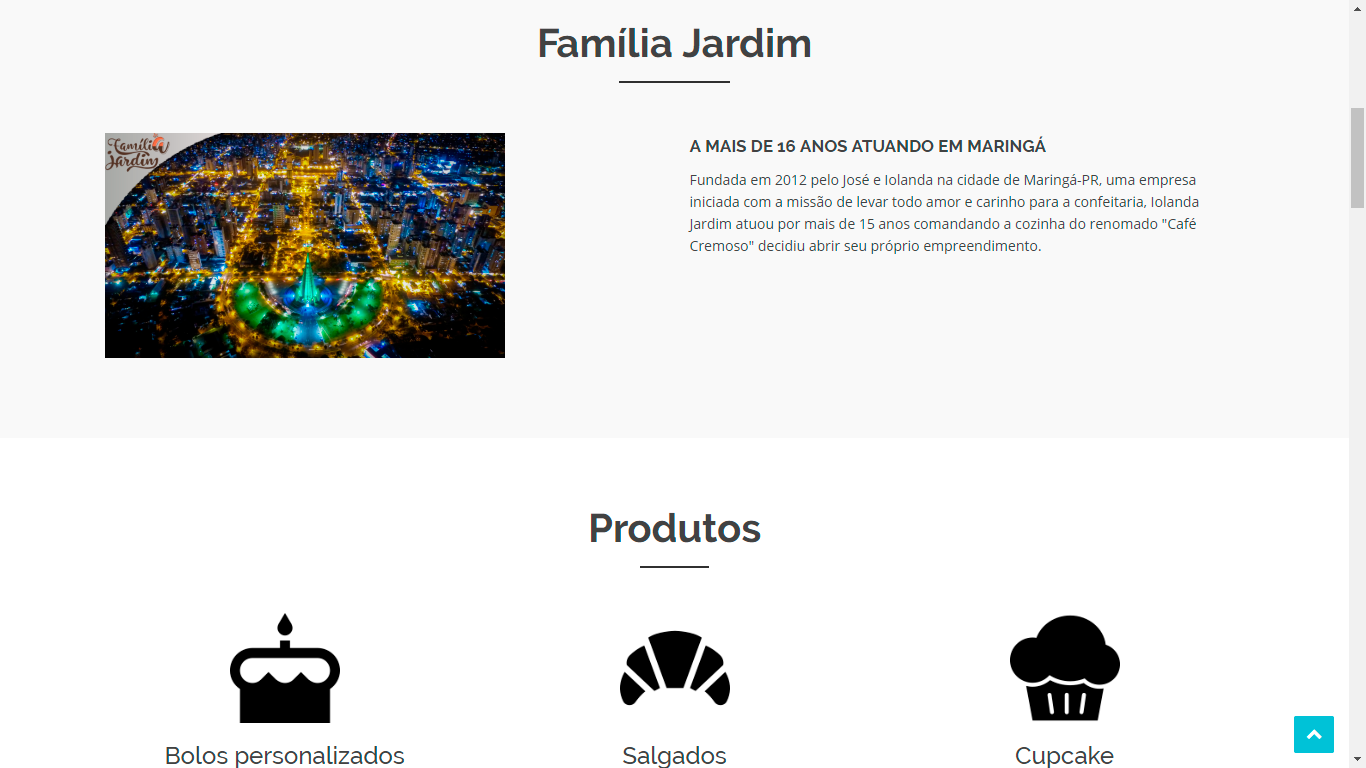 Família Jardim
Família
Jardim
A MAIS DE 16 ANOS ATUANDO EM MARINGÁ
Fundada em 2012 pelo José e Iolanda na cidade de Maringá-PR, uma empresa
iniciada com a missão de levar todo amor e carinho para a confeitaria, Iolanda
Jardim atuou por mais de 15 anos comandando a cozinha do renomado "Café
Cremoso" decidiu abrir seu próprio empreendimento.
Produtos
Bolos personalizados
Salgados
Cupcake